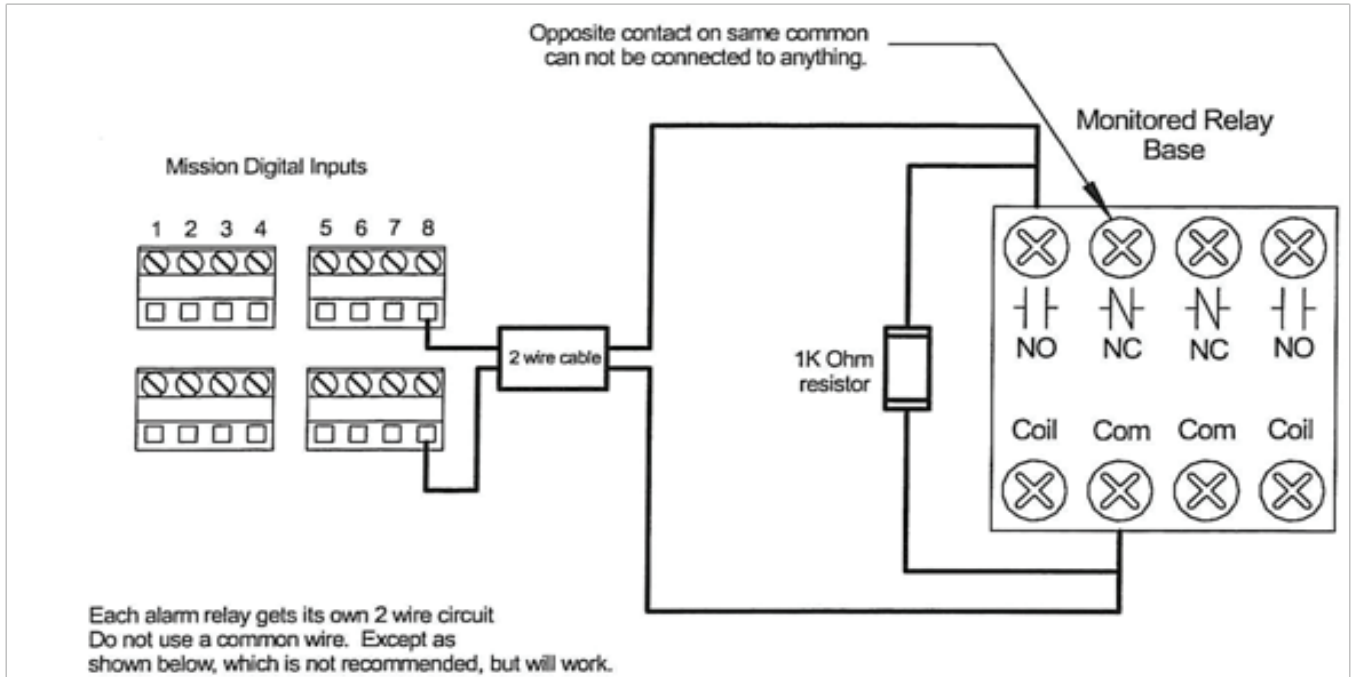 Opposite contact on same common
can not be connected to anything.
Monitored Relay
Base
Mission Digital Inputs
1 2 3 4 5 6 7 8
2 wire cable
1K Ohm
resistor
NO NC NC NO
Coil Com Com Coil
Each alarm relay gets its own 2 wire circuit
Do not use a common wire. Except as
shown below, which is not recommended, but will work.